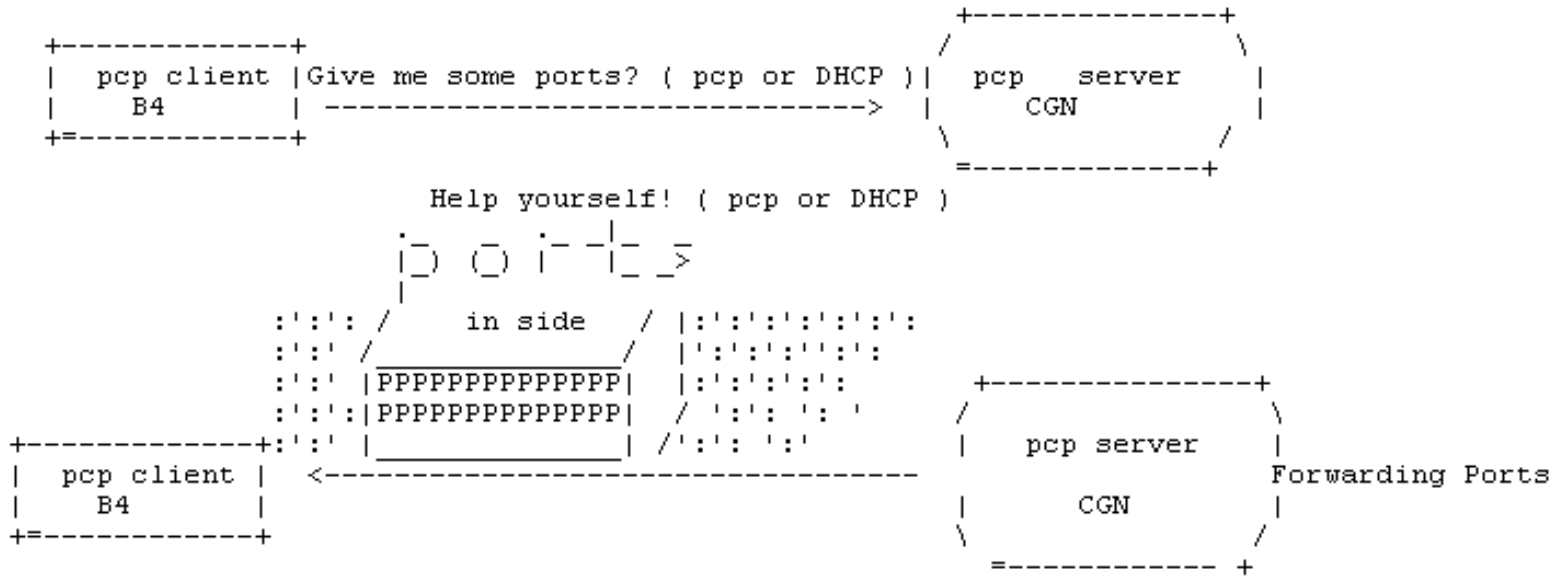 pcp client
B4
Give me some ports? ( pcp or DHCP )
pcp server
CGN
Help yourself! ( pcp or DHCP )
ports
in side
PPPPPPPPPPPPPP
PPPPPPPPPPPPPP
pcp client
B4
pcp server
CGN
Forwarding Ports